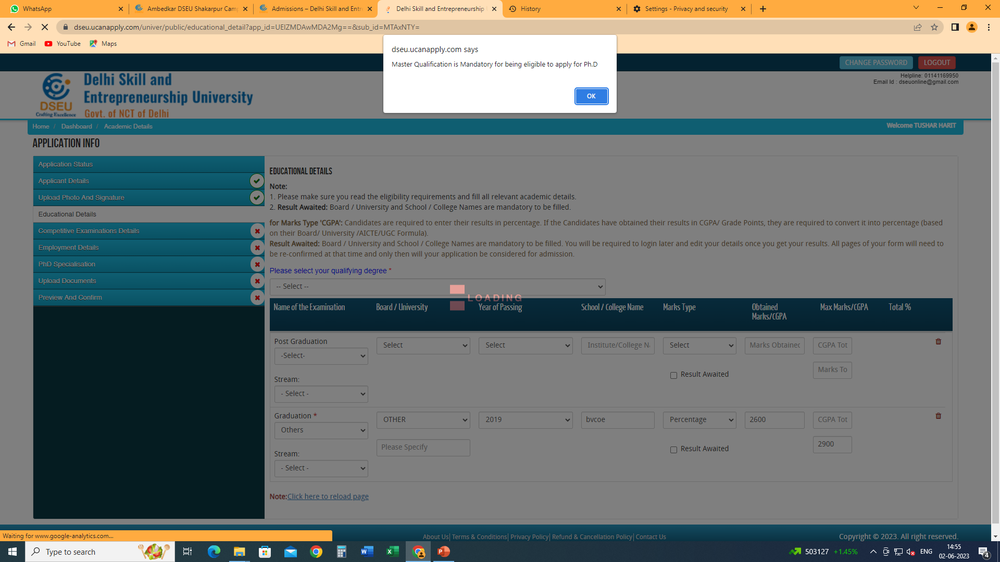 WhatsApp
Ambedkar DSEU Shakarpur Camp
Admissions – Delhi Skill and Entre
Delhi Skill and Entrepreneurship
History
Settings - Privacy and security
dseu.ucanapply.com/univer/public/educational_detail?app_id=UElZMDAwMDA2Mg==&sub_id=MTAxNTY=
Gmail
YouTube
Maps
dseu.ucanapply.com says
Master Qualification is Mandatory for being eligible to apply for Ph.D
OK
CHANGE PASSWORD
LOGOUT
Helpline: 01141169950
Email Id : dseuonline@gmail.com
DSEU
Crafting Excellence
Delhi Skill and
Entrepreneurship University
Govt. of NCT of Delhi
Home / Dashboard / Academic Details
Welcome TUSHAR HARIT
APPLICATION INFO
Application Status
Applicant Details
Upload Photo And Signature
Educational Details
Competitive Examinations Details
Employment Details
PhD Specialisation
Upload Documents
Preview And Confirm
EDUCATIONAL DETAILS
Note:
1. Please make sure you read the eligibility requirements and fill all relevant academic details.
2. Result Awaited: Board / University and School / College Names are mandatory to be filled.
for Marks Type 'CGPA': Candidates are required to enter their results in percentage. If the Candidates have obtained their results in CGPA/ Grade Points, they are required to convert it into percentage (based
on their Board/ University /AICTE/UGC Formula).
Result Awaited: Board / University and School / College Names are mandatory to be filled. You will be required to login later and edit your details once you get your results. All pages of your form will need to
be re-confirmed at that time and only then will your application be considered for admission.
Please select your qualifying degree *
-- Select --
LOADING
Name of the Examination
Board / University
Year of Passing
School / College Name
Marks Type
Obtained
Marks/CGPA
Max Marks/CGPA
Total %
Post Graduation
-Select-
Stream:
- Select -
Select
Select
Institute/College N
Select
Result Awaited
Marks Obtained
CGPA Tot
Marks To
Graduation *
Others
Stream:
- Select -
OTHER
Please Specify
2019
bvcoe
Percentage
Result Awaited
2600
CGPA Tot
2900
Note:Click here to reload page
Waiting for www.google-analytics.com...
About Us| Terms & Conditions| Privacy Policy| Refund & Cancellation Policy| Contact Us
Copyright © 2023. All right reserved.
Type to search
503127 +1.45%
ENG
14:55
02-06-2023
4